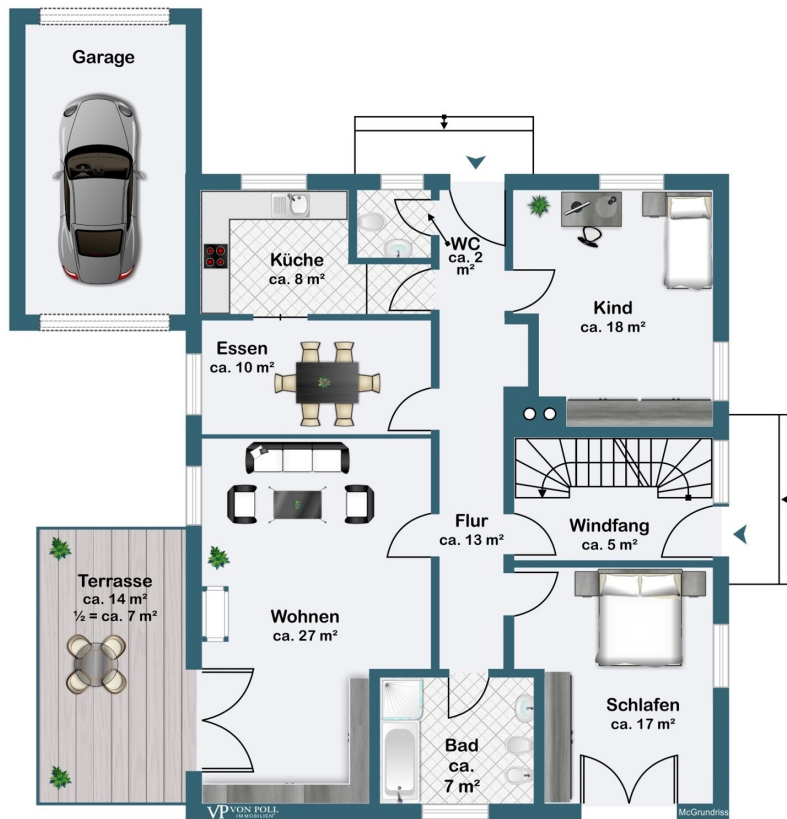 Garage
WC
ca. 2
m²
Küche
ca. 8 m²
Kind
ca. 18 m²
Essen
ca. 10 m²
Flur
ca. 13 m²
Windfang
ca. 5 m²
Terrasse
ca. 14 m²
½ = ca. 7 m²
Wohnen
ca. 27 m²
Schlafen
ca. 17 m²
Bad
ca.
7 m²
VP VON POLL
IMMOBILIEN
McGrundriss